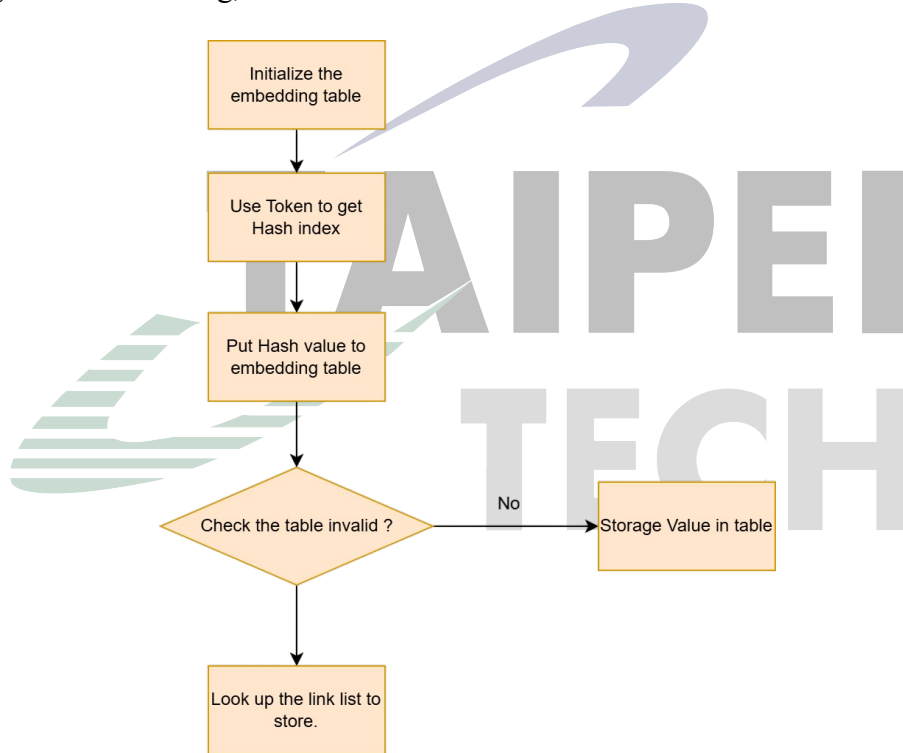 Initialize the
embedding table
Use Token to get
Hash index
Put Hash value to
embedding table
Check the table invalid ?
No
Storage Value in table
Look up the link list to
store.
TAIPEI
TECH